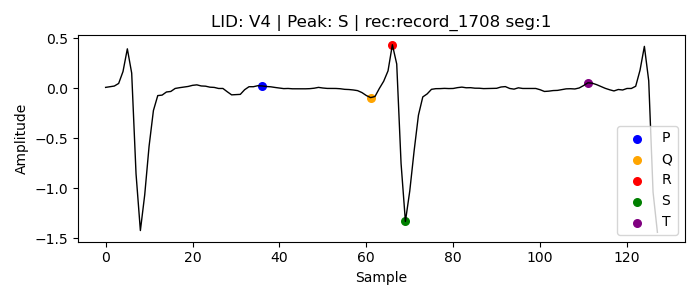 LID: V4 | Peak: S | rec:record_1708 seg:1
Amplitude
0.5
0.0
−0.5
−1.0
−1.5
0
20
40
60
80
100
120
Sample
P
Q
R
S
T